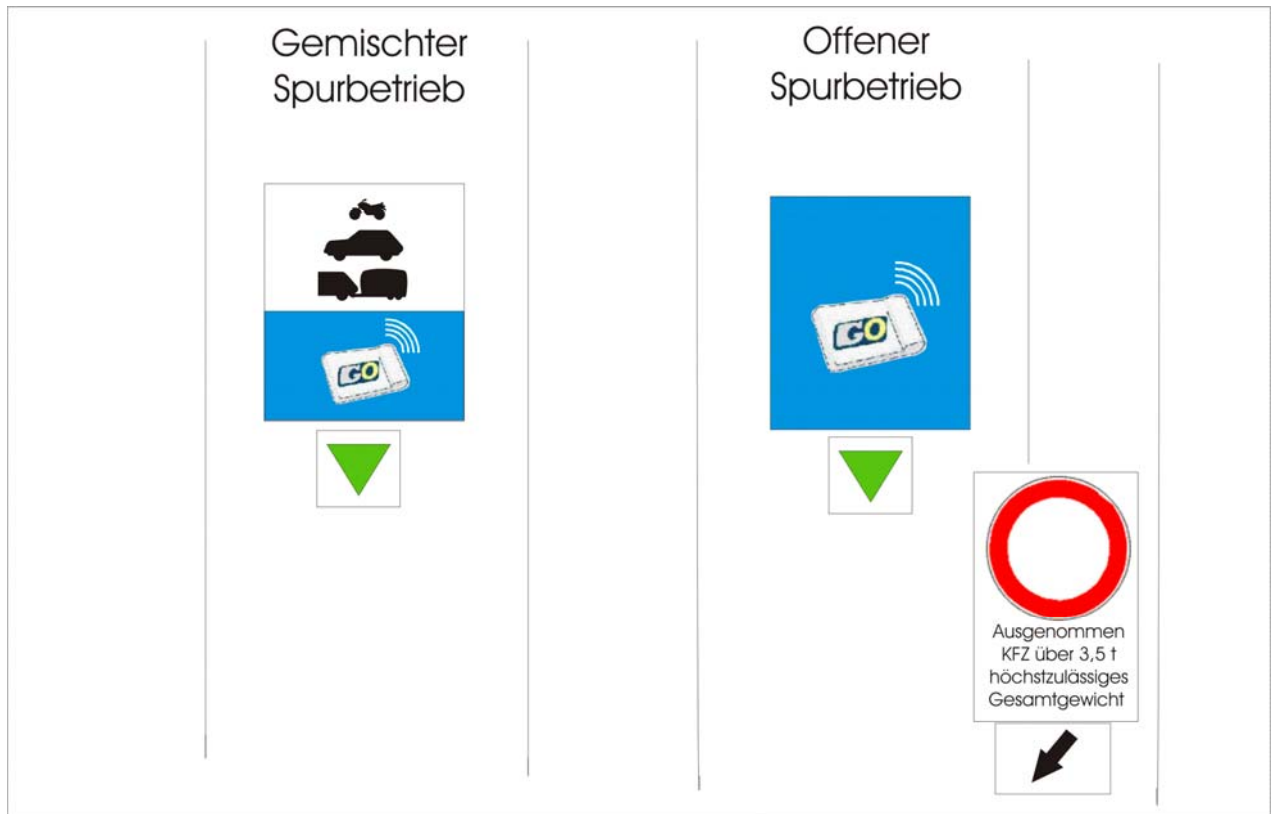 Gemischter
Spurbetrieb
GO
Offener
Spurbetrieb
GO
Ausgenommen
KFZ über 3,5 t
höchstzulässiges
Gesamtgewicht